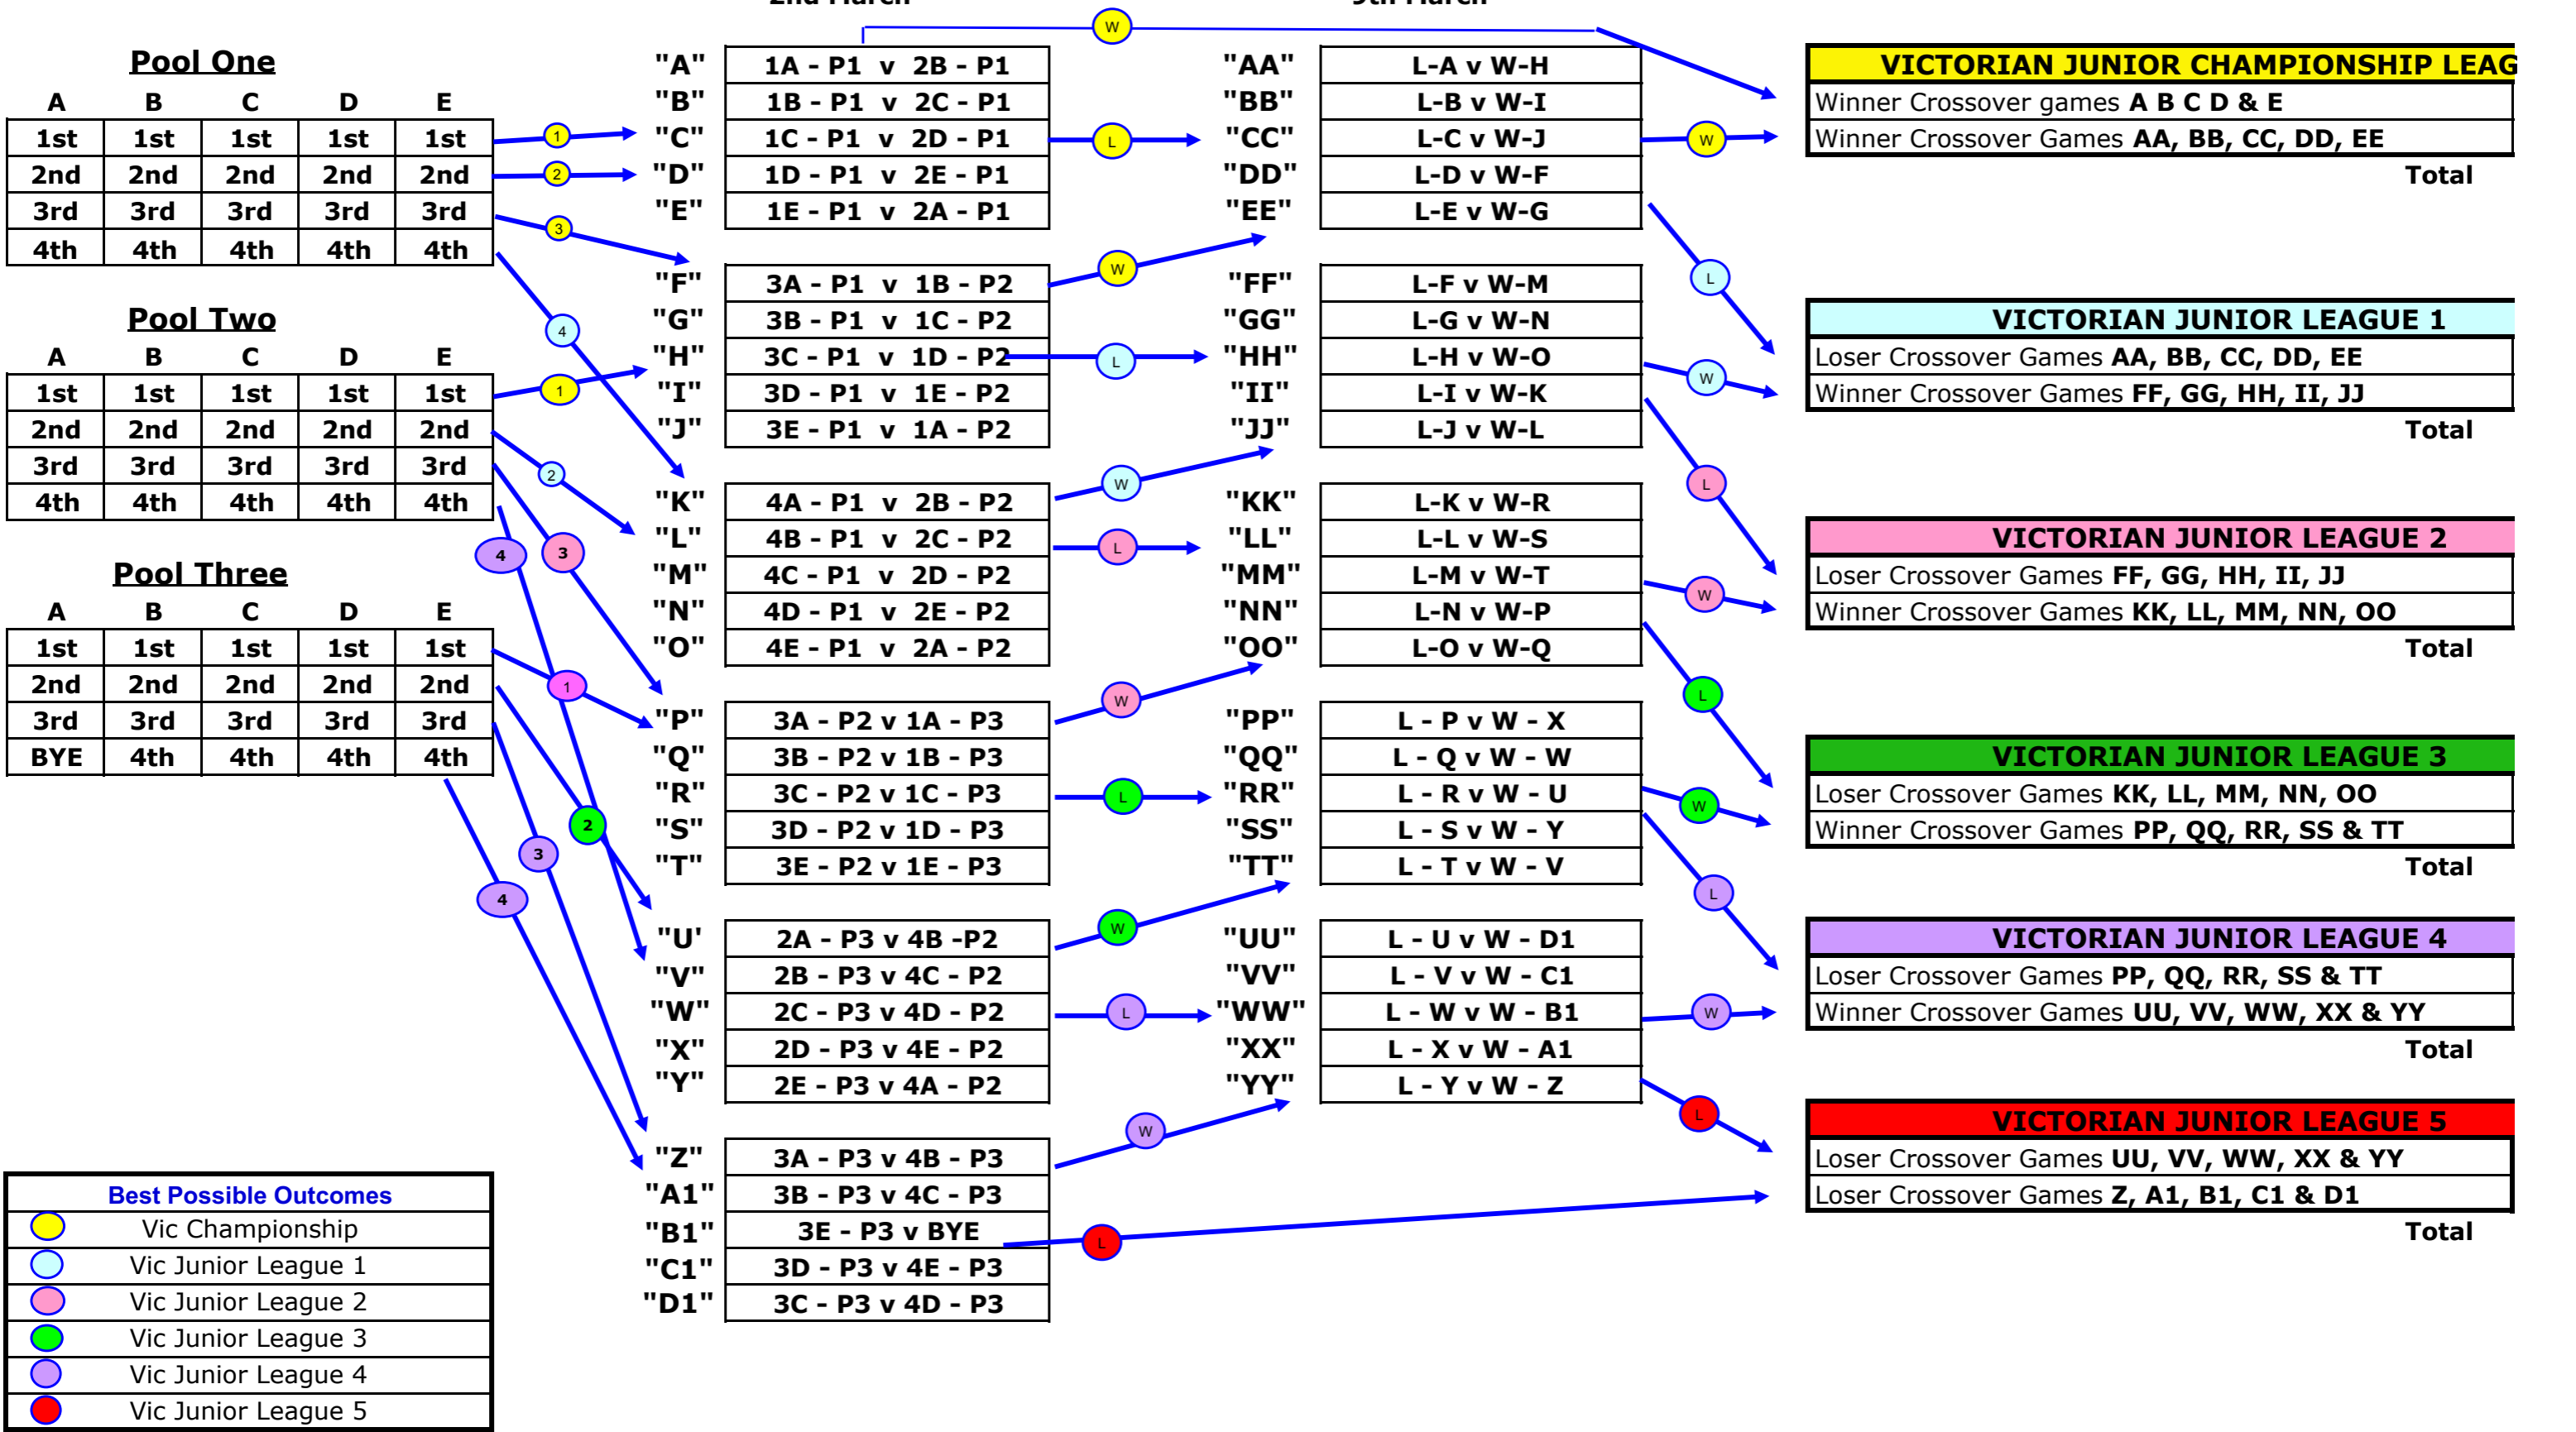 2nd March
9th March
W
Pool One
A B C D E
1st 1st 1st 1st 1st
2nd 2nd 2nd 2nd 2nd
3rd 3rd 3rd 3rd 3rd
4th 4th 4th 4th 4th
1
2
3
4
Pool Two
A B C D E
1st 1st 1st 1st 1st
2nd 2nd 2nd 2nd 2nd
3rd 3rd 3rd 3rd 3rd
4th 4th 4th 4th 4th
1
2
3
4
Pool Three
A B C D E
1st 1st 1st 1st 1st
2nd 2nd 2nd 2nd 2nd
3rd 3rd 3rd 3rd 3rd
BYE 4th 4th 4th 4th
1
2
3
4
Best Possible Outcomes
Vic Championship
Vic Junior League 1
Vic Junior League 2
Vic Junior League 3
Vic Junior League 4
Vic Junior League 5
"A" 1A - P1 v 2B - P1
"B" 1B - P1 v 2C - P1
"C" 1C - P1 v 2D - P1
"D" 1D - P1 v 2E - P1
"E" 1E - P1 v 2A - P1
"F" 3A - P1 v 1B - P2
"G" 3B - P1 v 1C - P2
"H" 3C - P1 v 1D - P2
"I" 3D - P1 v 1E - P2
"J" 3E - P1 v 1A - P2
"K" 4A - P1 v 2B - P2
"L" 4B - P1 v 2C - P2
"M" 4C - P1 v 2D - P2
"N" 4D - P1 v 2E - P2
"O" 4E - P1 v 2A - P2
"P" 3A - P2 v 1A - P3
"Q" 3B - P2 v 1B - P3
"R" 3C - P2 v 1C - P3
"S" 3D - P2 v 1D - P3
"T" 3E - P2 v 1E - P3
"U' 2A - P3 v 4B -P2
"V" 2B - P3 v 4C - P2
"W" 2C - P3 v 4D - P2
"X" 2D - P3 v 4E - P2
"Y" 2E - P3 v 4A - P2
"Z" 3A - P3 v 4B - P3
"A1" 3B - P3 v 4C - P3
"B1" 3E - P3 v BYE
"C1" 3D - P3 v 4E - P3
"D1" 3C - P3 v 4D - P3
L
W
L
W
L
W
L
W
L
W
L
"AA" L-A v W-H
"BB" L-B v W-I
"CC" L-C v W-J
"DD" L-D v W-F
"EE" L-E v W-G
"FF" L-F v W-M
"GG" L-G v W-N
"HH" L-H v W-O
"II" L-I v W-K
"JJ" L-J v W-L
"KK" L-K v W-R
"LL" L-L v W-S
"MM" L-M v W-T
"NN" L-N v W-P
"OO" L-O v W-Q
"PP" L - P v W - X
"QQ" L - Q v W - W
"RR" L - R v W - U
"SS" L - S v W - Y
"TT" L - T v W - V
"UU" L - U v W - D1
"VV" L - V v W - C1
"WW" L - W v W - B1
"XX" L - X v W - A1
"YY" L - Y v W - Z
W
L
W
L
W
L
W
L
W
L
VICTORIAN JUNIOR CHAMPIONSHIP LEAG
Winner Crossover games A B C D & E
Winner Crossover Games AA, BB, CC, DD, EE
Total
VICTORIAN JUNIOR LEAGUE 1
Loser Crossover Games AA, BB, CC, DD, EE
Winner Crossover Games FF, GG, HH, II, JJ
Total
VICTORIAN JUNIOR LEAGUE 2
Loser Crossover Games FF, GG, HH, II, JJ
Winner Crossover Games KK, LL, MM, NN, OO
Total
VICTORIAN JUNIOR LEAGUE 3
Loser Crossover Games KK, LL, MM, NN, OO
Winner Crossover Games PP, QQ, RR, SS & TT
Total
VICTORIAN JUNIOR LEAGUE 4
Loser Crossover Games PP, QQ, RR, SS & TT
Winner Crossover Games UU, VV, WW, XX & YY
Total
VICTORIAN JUNIOR LEAGUE 5
Loser Crossover Games UU, VV, WW, XX & YY
Loser Crossover Games Z, A1, B1, C1 & D1
Total